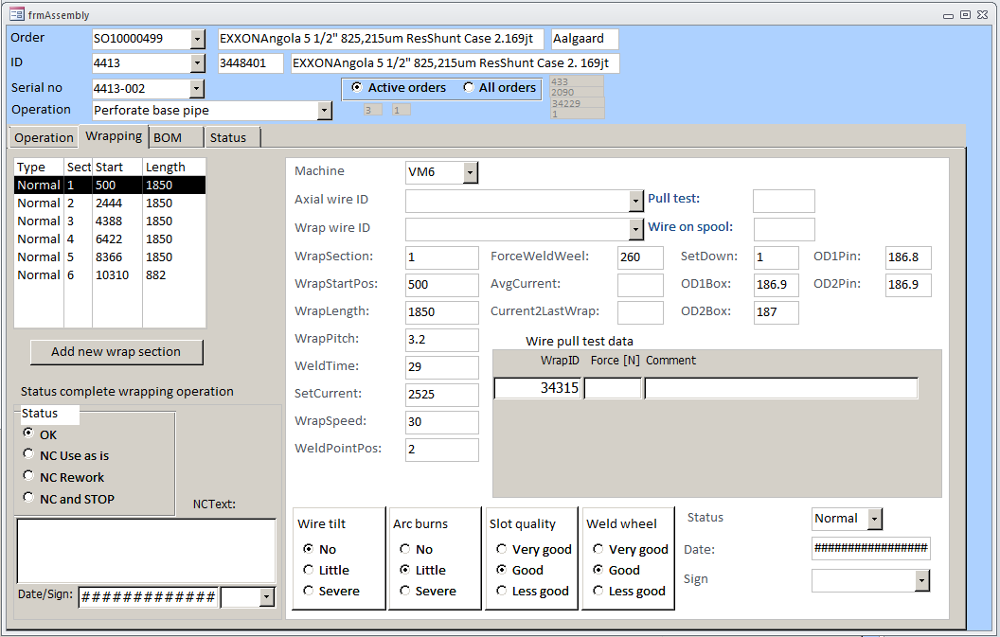 frmAssembly
Order SO10000499 EXXONAngola 5 1/2" 825,215um ResShunt Case 2.169jt Aalgaard
ID 4413 3448401 EXXONAngola 5 1/2" 825,215um ResShunt Case 2. 169jt
Serial no 4413-002 Active orders All orders 433
2090
Operation Perforate base pipe 3 1 34229
1
Operation Wrapping BOM Status
Type Sect Start Length
Normal 1 500 1850
Normal 2 2444 1850
Normal 3 4388 1850
Normal 4 6422 1850
Normal 5 8366 1850
Normal 6 10310 882
Add new wrap section
Status complete wrapping operation
Status
OK
NC Use as is
NC Rework
NC and STOP
NCText:
Date/Sign: #############
Machine VM6
Axial wire ID Pull test:
Wrap wire ID Wire on spool:
WrapSection: 1 ForceWeldWeel: 260 SetDown: 1 OD1Pin: 186.8
WrapStartPos: 500 AvgCurrent: OD1Box: 186.9 OD2Pin: 186.9
WrapLength: 1850 Current2LastWrap: OD2Box: 187
WrapPitch: 3.2
WeldTime: 29
SetCurrent: 2525
WrapSpeed: 30
WeldPointPos: 2
Wire pull test data
WrapID Force [N] Comment
34315
Wire tilt
No
Little
Severe
Arc burns
No
Little
Severe
Slot quality
Very good
Good
Less good
Weld wheel
Very good
Good
Less good
Status Normal
Date: #################
Sign